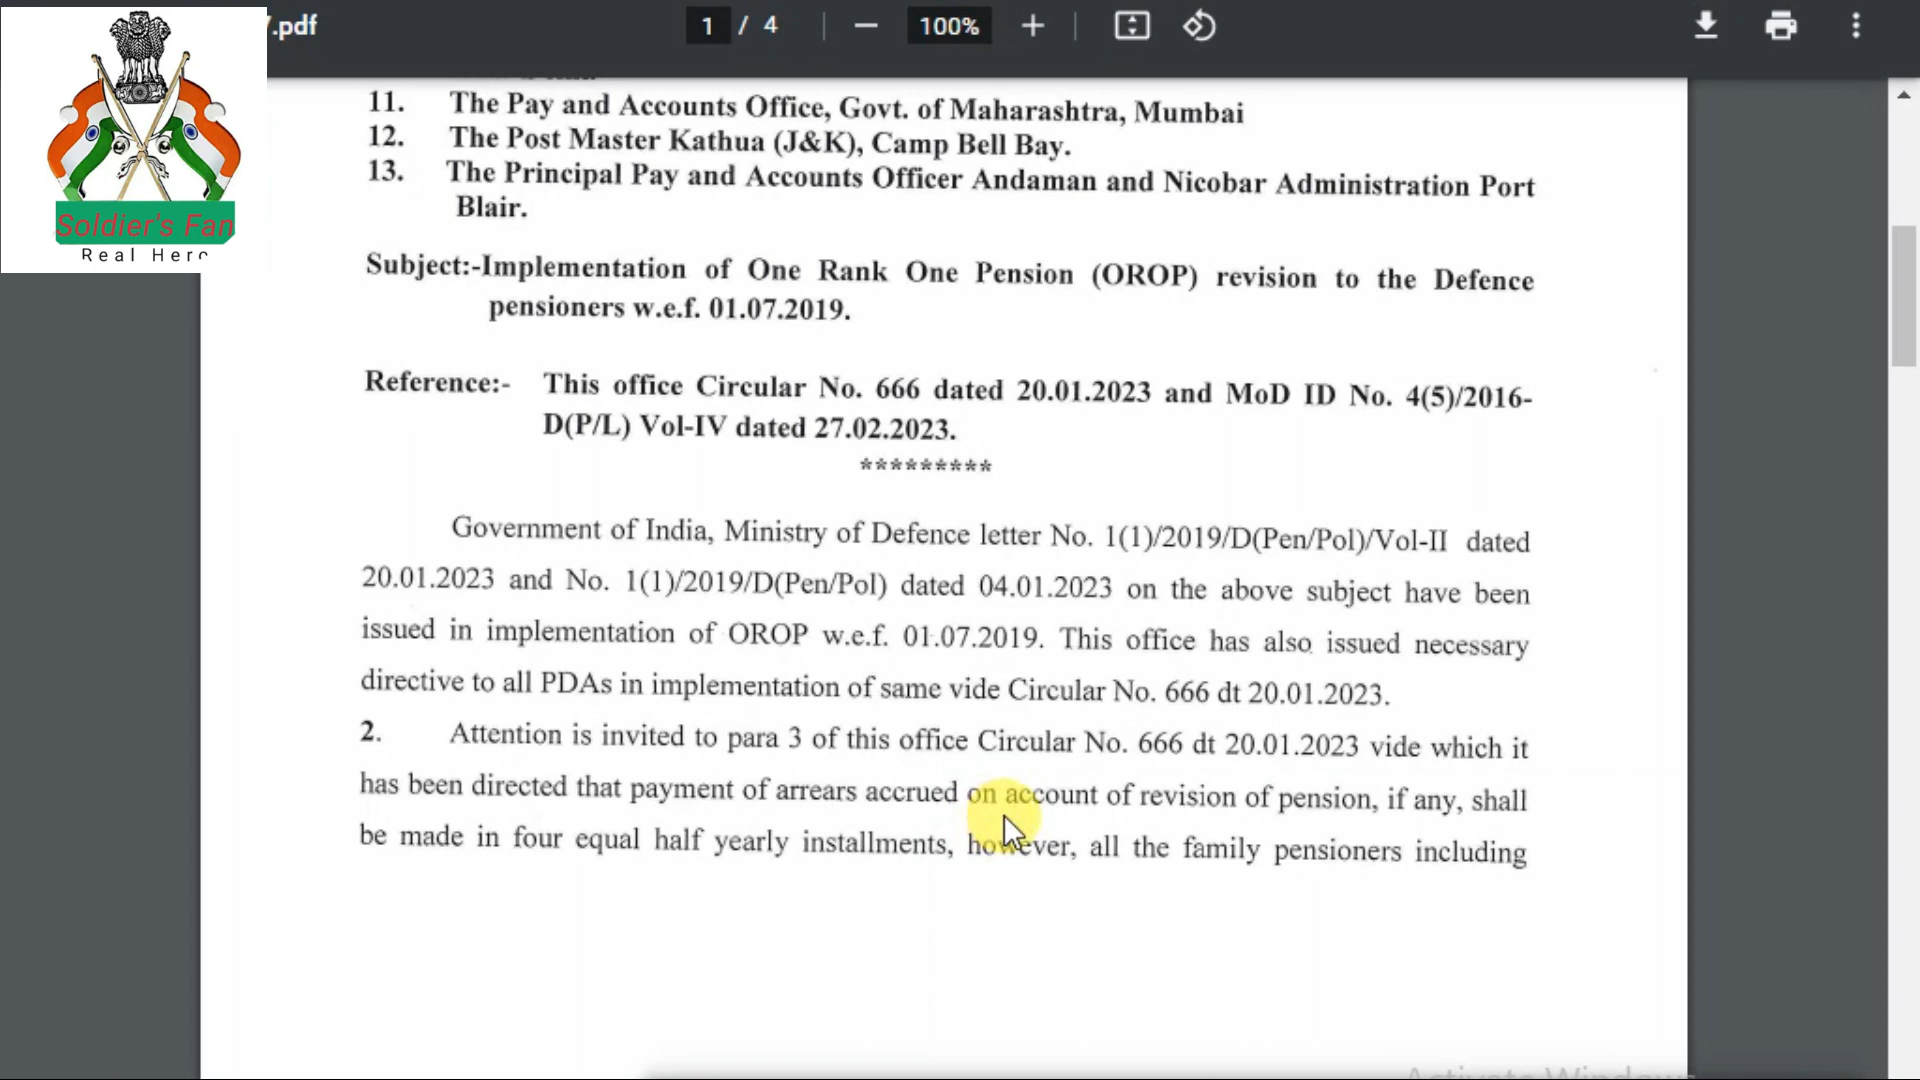 .pdf
1 / 4
100%
Soldier's Fan
Real Hero
11. The Pay and Accounts Office, Govt. of Maharashtra, Mumbai
12. The Post Master Kathua (J&K), Camp Bell Bay.
13. The Principal Pay and Accounts Officer Andaman and Nicobar Administration Port
Blair.
Subject:-Implementation of One Rank One Pension (OROP) revision to the Defence
pensioners w.e.f. 01.07.2019.
Reference:- This office Circular No. 666 dated 20.01.2023 and MoD ID No. 4(5)/2016-
D(P/L) Vol-IV dated 27.02.2023.
*********
Government of India, Ministry of Defence letter No. 1(1)/2019/D(Pen/Pol)/Vol-II dated
20.01.2023 and No. 1(1)/2019/D(Pen/Pol) dated 04.01.2023 on the above subject have been
issued in implementation of OROP w.e.f. 01.07.2019. This office has also issued necessary
directive to all PDAs in implementation of same vide Circular No. 666 dt 20.01.2023.
2. Attention is invited to para 3 of this office Circular No. 666 dt 20.01.2023 vide which it
has been directed that payment of arrears accrued on account of revision of pension, if any, shall
be made in four equal half yearly installments, however, all the family pensioners including